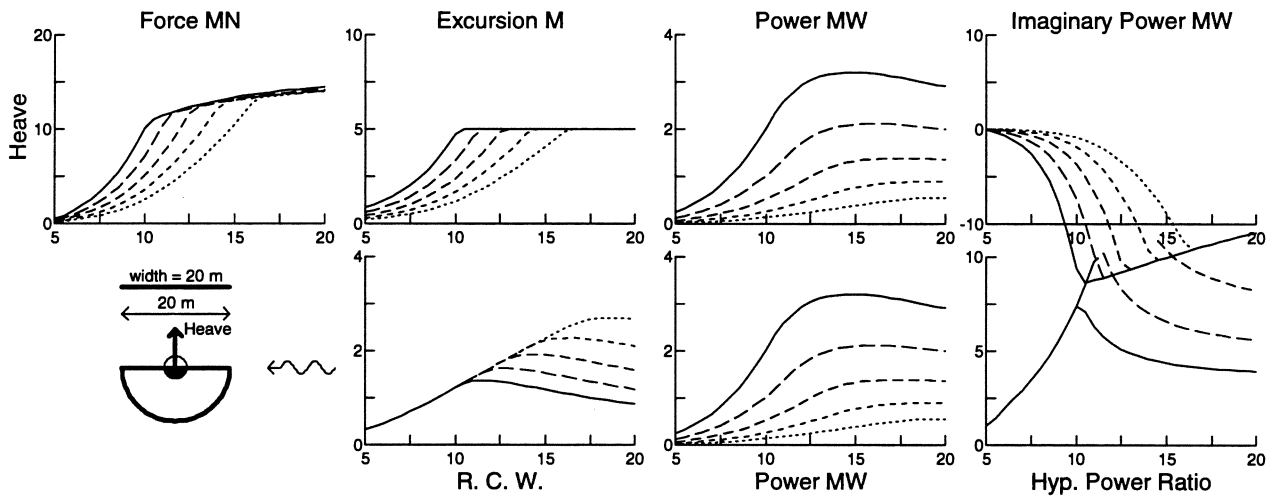 Force MN
Excursion M
Power MW
Imaginary Power MW
Heave
20
10
0
5 10 15 20
10
5
0
5 10 15 20
4
2
0
5 10 15 20
10
0
-10
5 10 15 20
width = 20 m
20 m
Heave
4
2
0
5 10 15 20
R. C. W.
4
2
0
5 10 15 20
Power MW
10
5
0
5 10 15 20
Hyp. Power Ratio